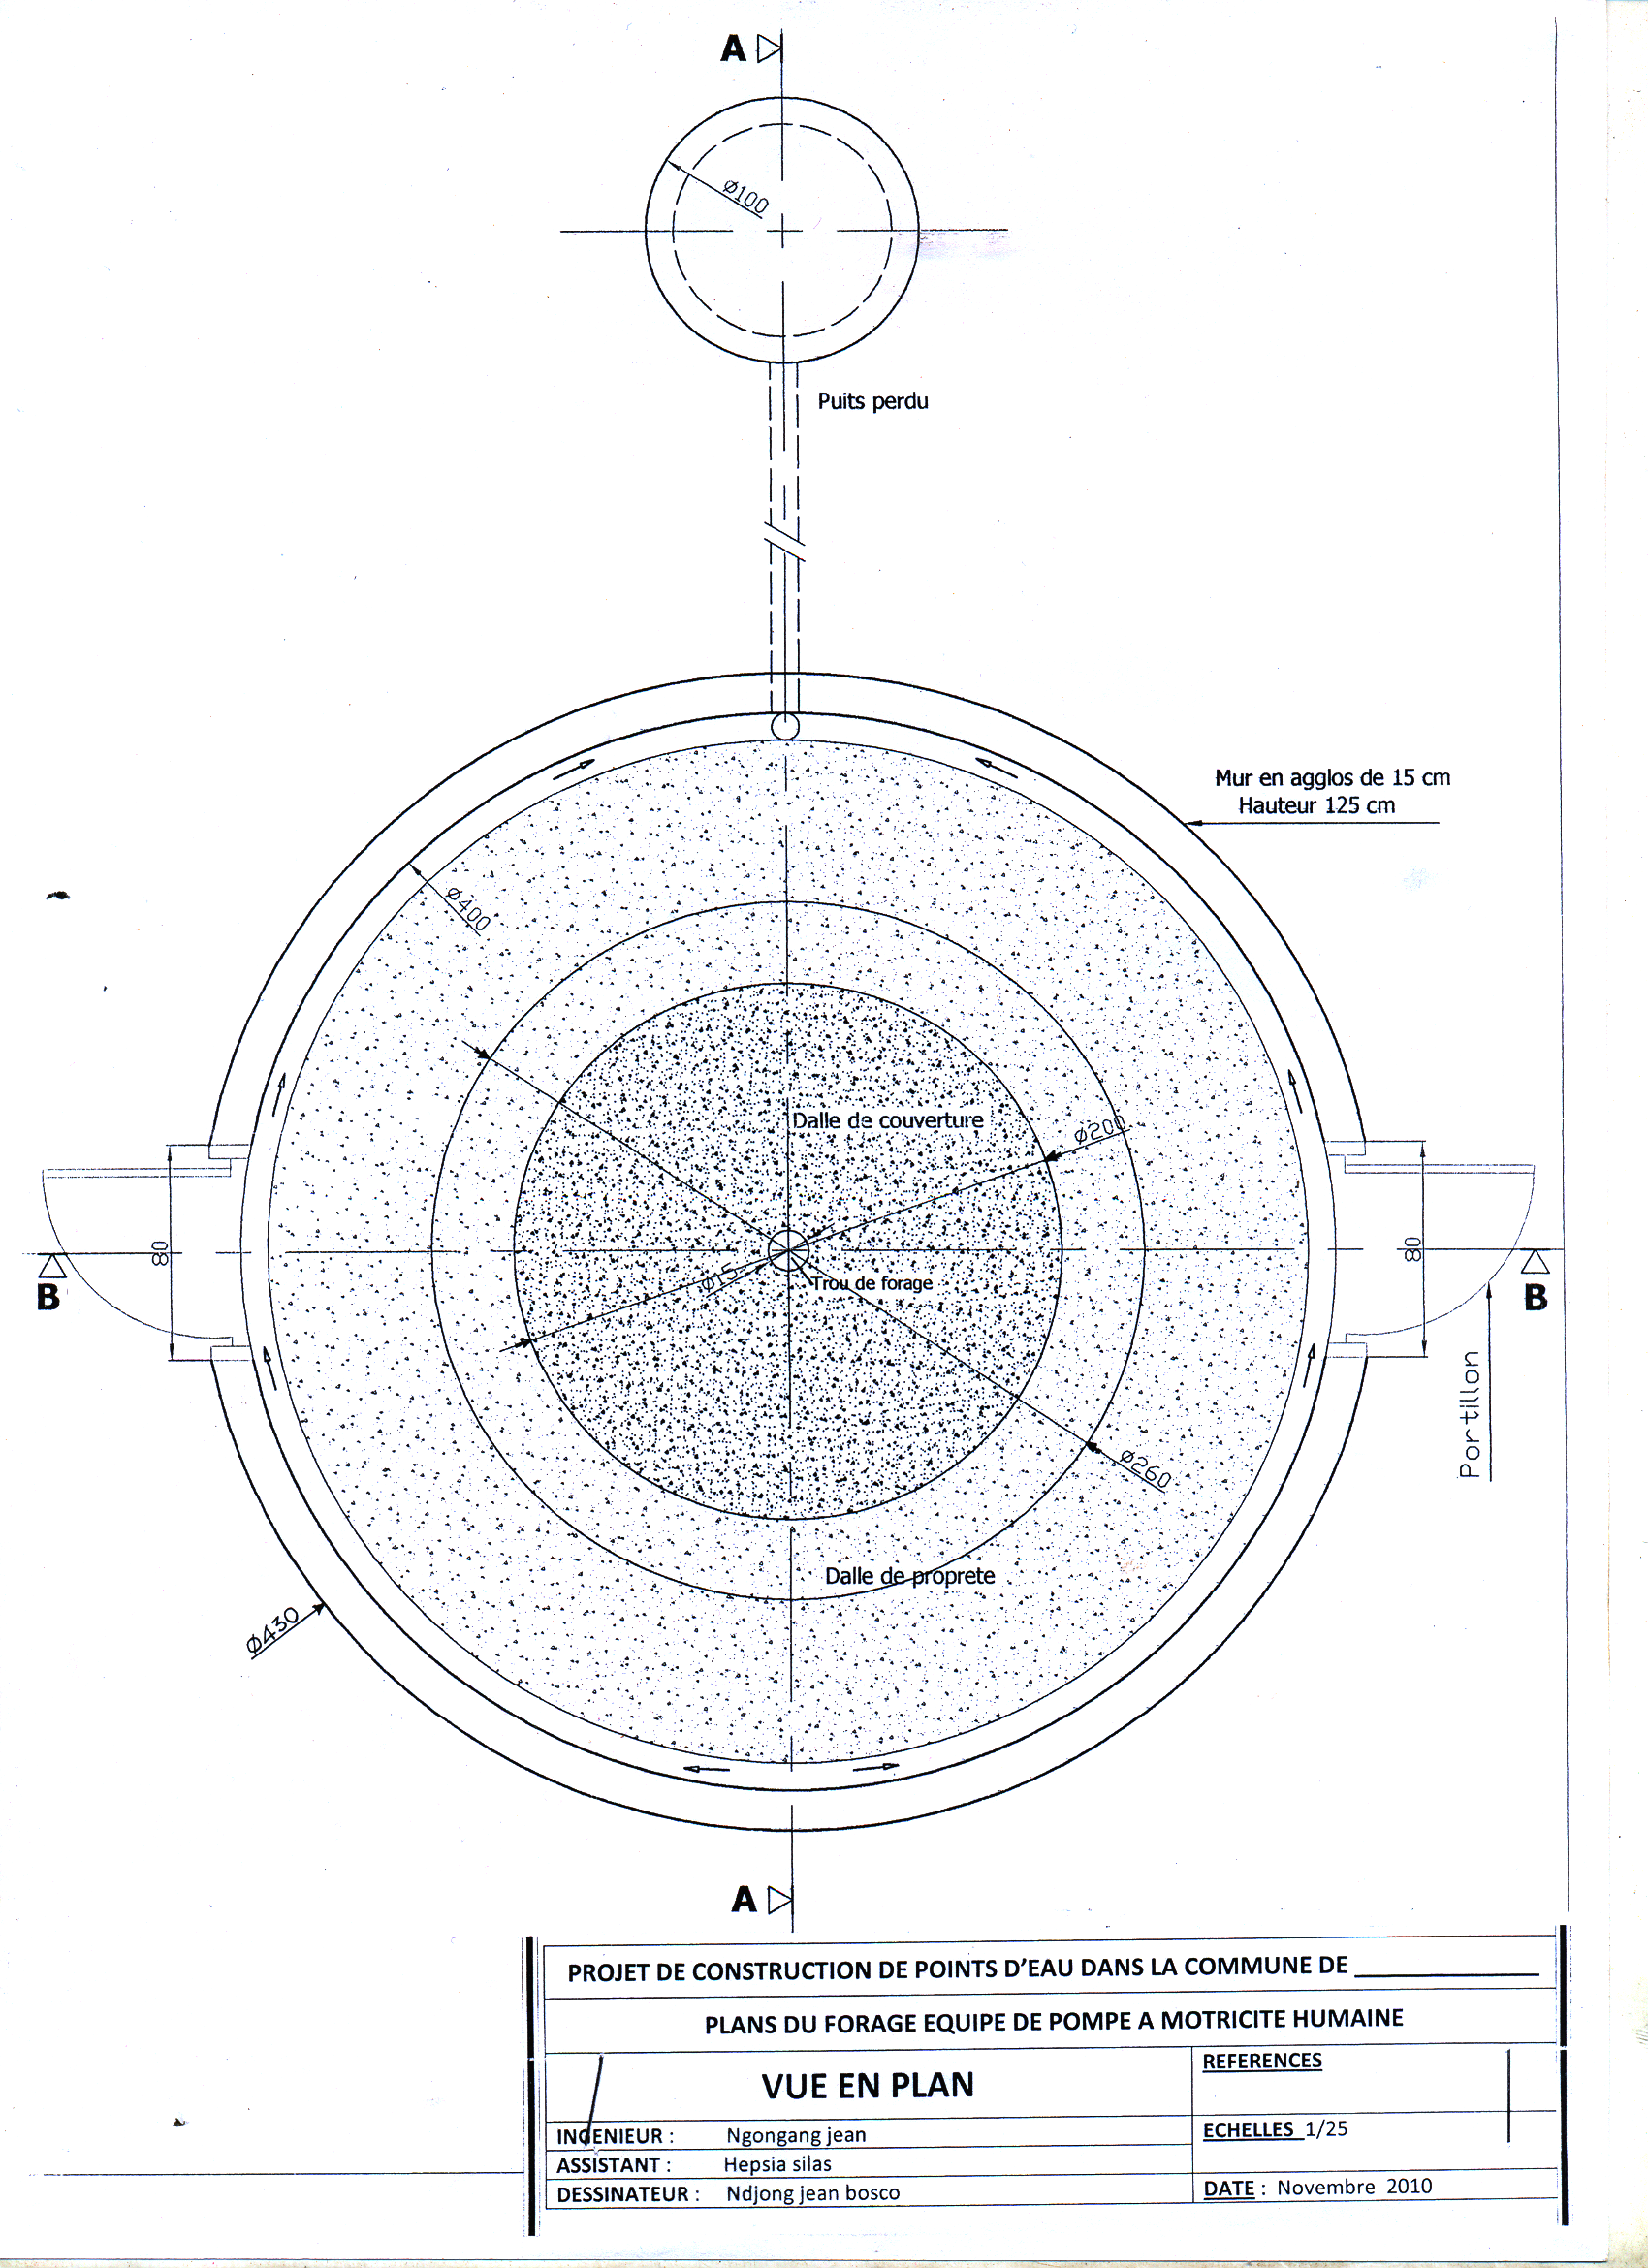 A
Ø100
Puits perdu
Mur en agglos de 15 cm
Hauteur 125 cm
Ø400
Dalle de couverture
Ø200
80
80
B
B
Ø15
Trou de forage
Portillon
Ø260
Dalle de proprete
Ø430
A
PROJET DE CONSTRUCTION DE POINTS D'EAU DANS LA COMMUNE DE
PLANS DU FORAGE EQUIPE DE POMPE A MOTRICITE HUMAINE
VUE EN PLAN
REFERENCES
INGENIEUR : Ngongang jean
ECHELLES 1/25
ASSISTANT : Hepsia silas
DESSINATEUR : Ndjong jean bosco
DATE : Novembre 2010